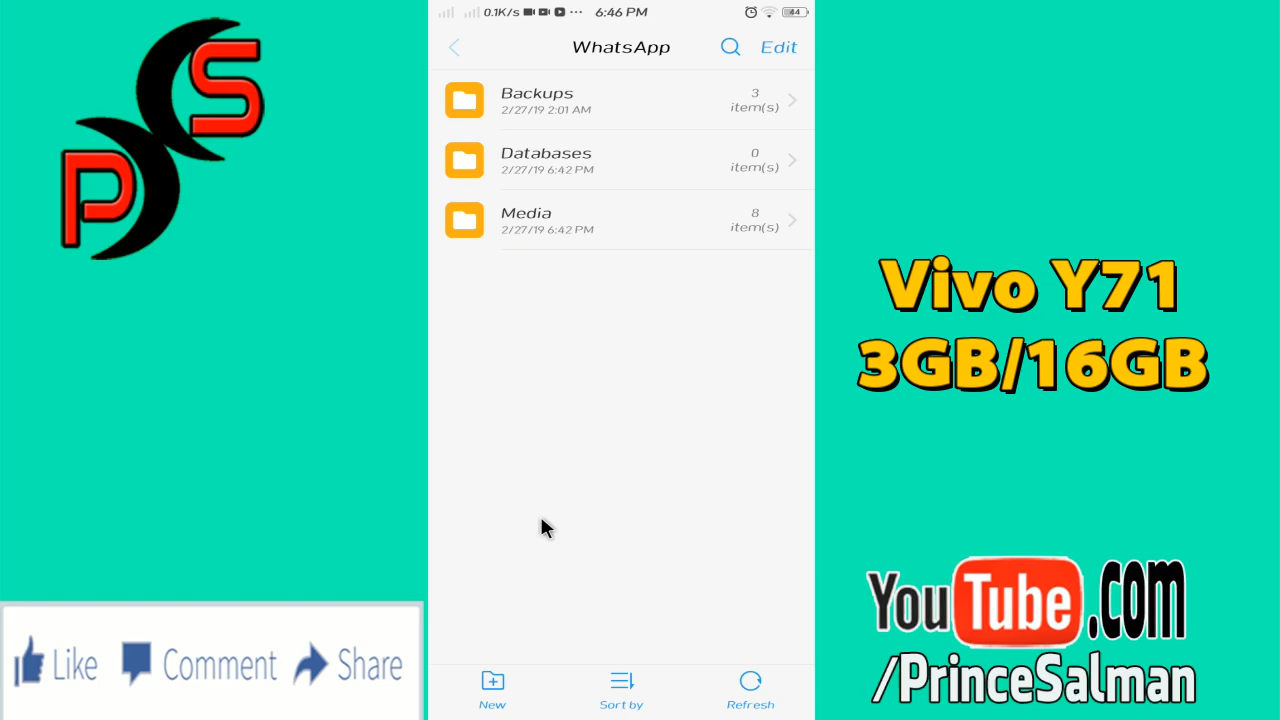 P S
0.1K/s ... 6:46 PM 44
WhatsApp
Edit
Backups
2/27/19 2:01 AM
3
item(s)
Databases
2/27/19 6:42 PM
0
item(s)
Media
2/27/19 6:42 PM
8
item(s)
New
Sort by
Refresh
Vivo Y71
3GB/16GB
Like Comment Share
YouTube.com
/PrinceSalman